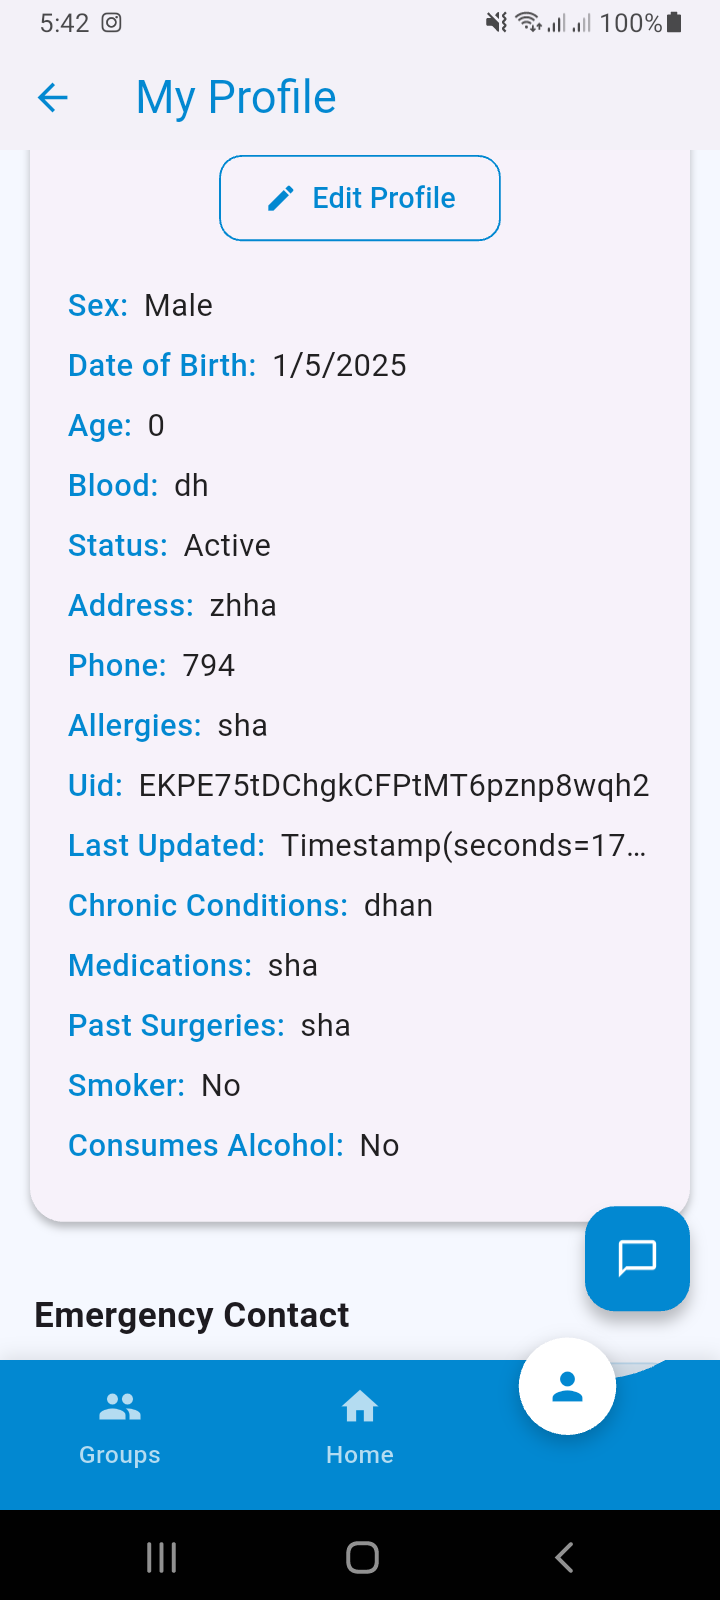 5:42 100%
My Profile
Edit Profile
Sex: Male
Date of Birth: 1/5/2025
Age: 0
Blood: dh
Status: Active
Address: zhha
Phone: 794
Allergies: sha
Uid: EKPE75tDChgkCFPtMT6pznp8wqh2
Last Updated: Timestamp(seconds=17…
Chronic Conditions: dhan
Medications: sha
Past Surgeries: sha
Smoker: No
Consumes Alcohol: No
Emergency Contact
Groups Home